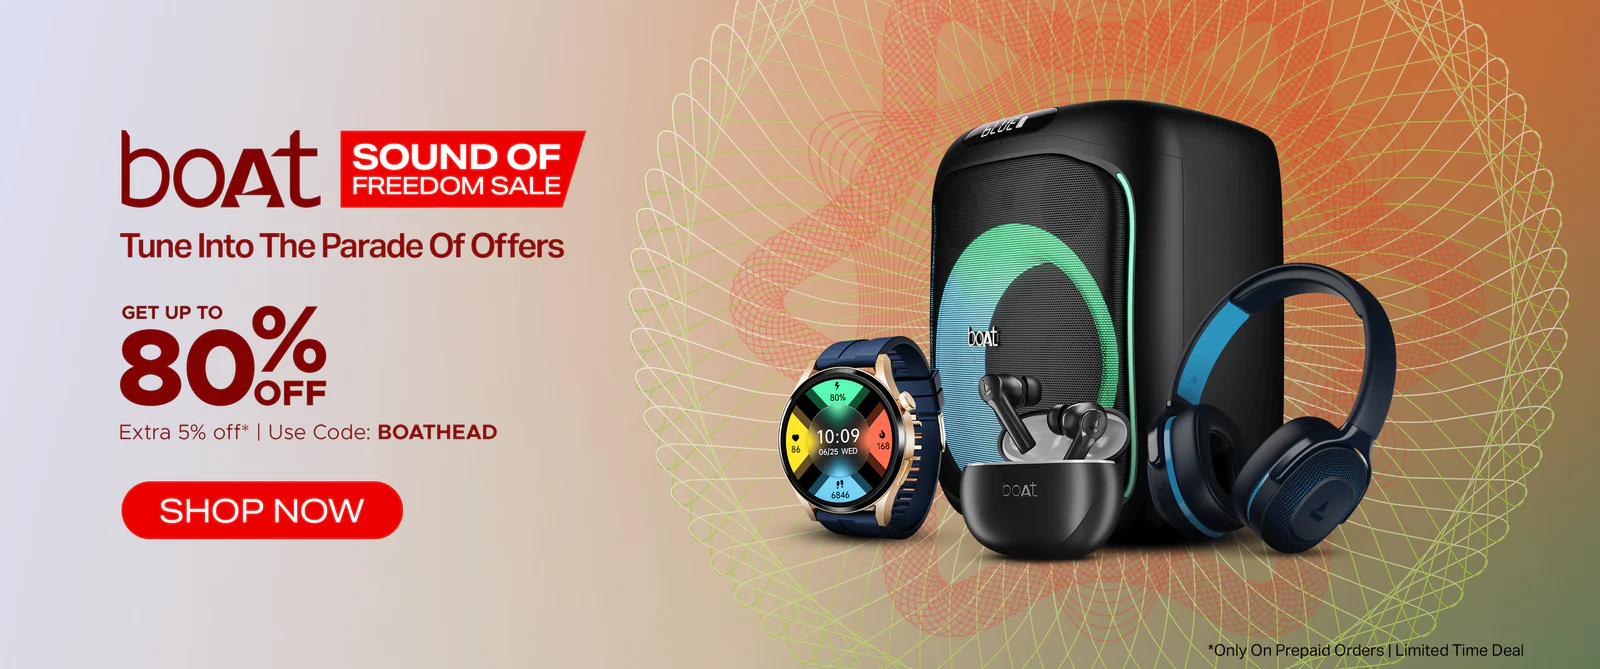 boAt
SOUND OF
FREEDOM SALE
Tune Into The Parade Of Offers
GET UP TO
80%
OFF
Extra 5% off* | Use Code: BOATHEAD
SHOP NOW
BLUE
boAt
80%
86
10:09
168
06/25 WED
6846
boAt
*Only On Prepaid Orders | Limited Time Deal